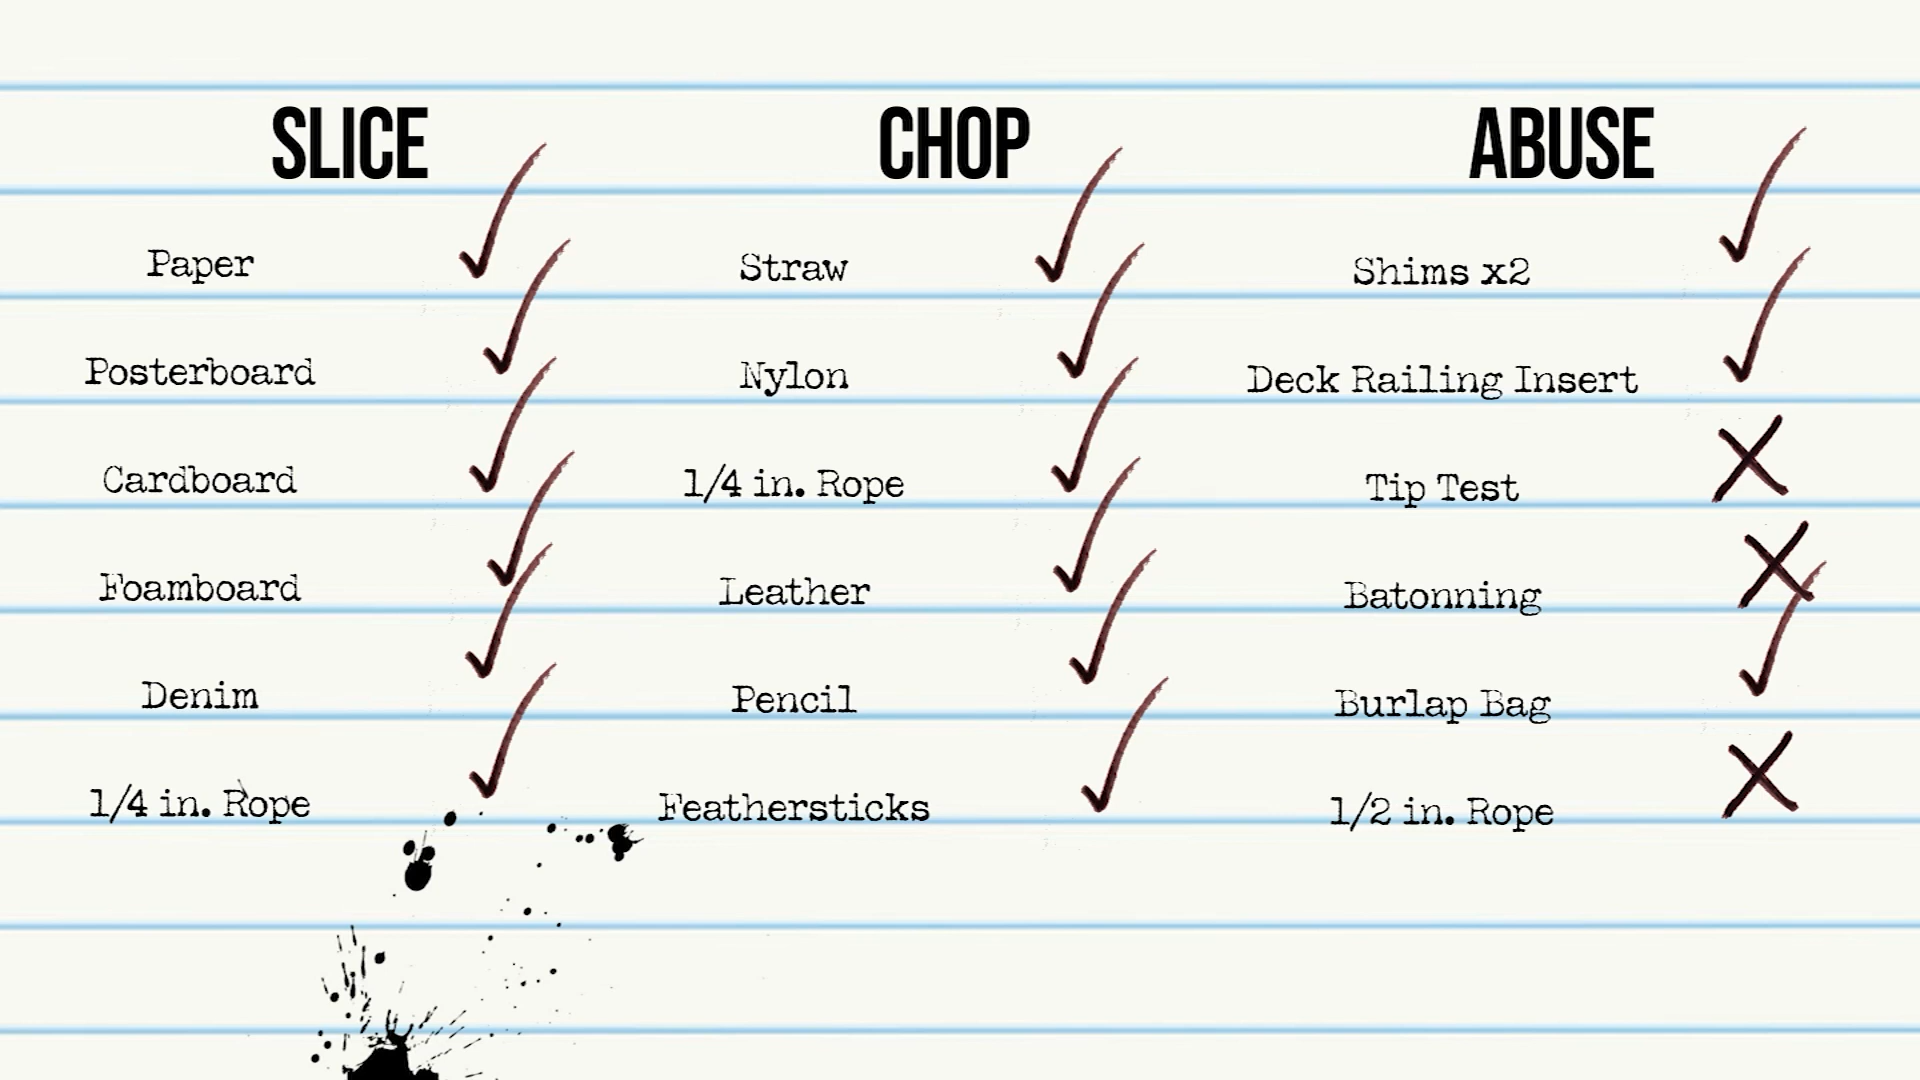 SLICE CHOP ABUSE
Paper Straw Shims x2
Posterboard Nylon Deck Railing Insert
Cardboard 1/4 in. Rope Tip Test
Foamboard Leather Batonning
Denim Pencil Burlap Bag
1/4 in. Rope Feathersticks 1/2 in. Rope